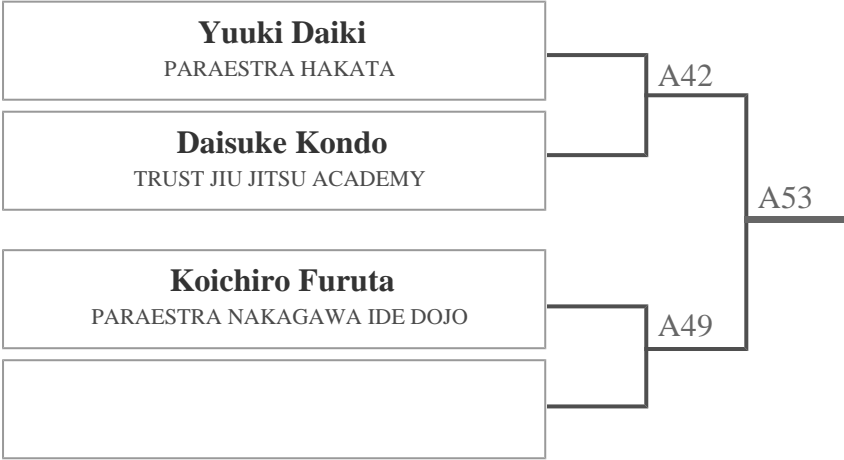 Yuuki Daiki
PARAESTRA HAKATA
A42
Daisuke Kondo
TRUST JIU JITSU ACADEMY
A53
Koichiro Furuta
PARAESTRA NAKAGAWA IDE DOJO
A49